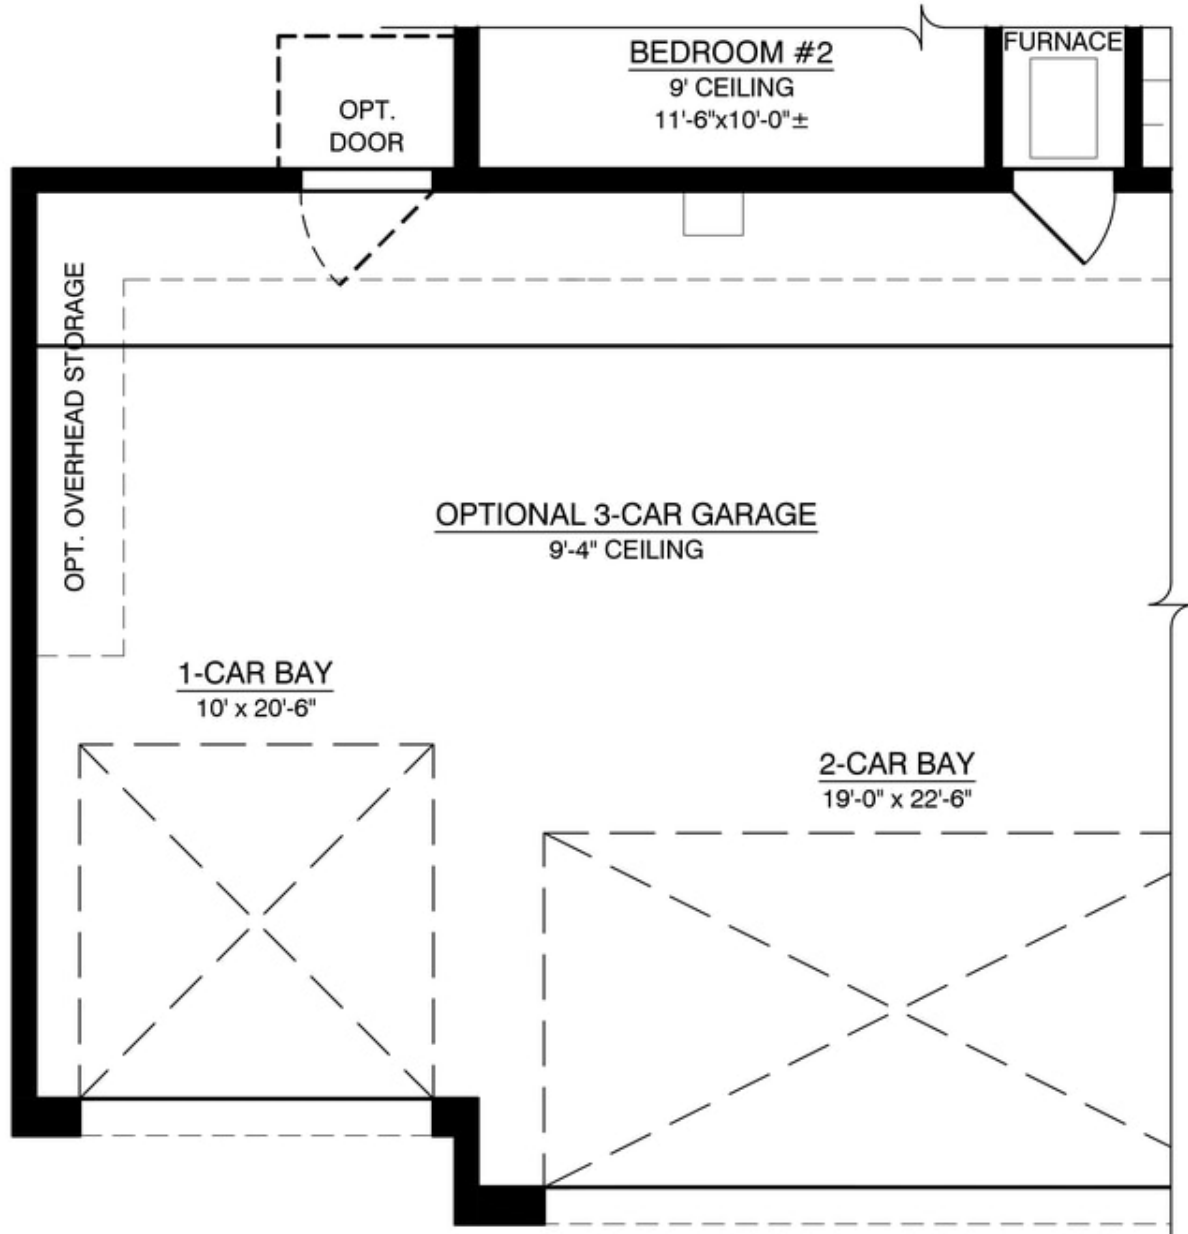 BEDROOM #2
9' CEILING
11'-6"x10'-0"±
FURNACE
OPT.
DOOR
OPT. OVERHEAD STORAGE
OPTIONAL 3-CAR GARAGE
9'-4" CEILING
1-CAR BAY
10' x 20'-6"
2-CAR BAY
19'-0" x 22'-6"